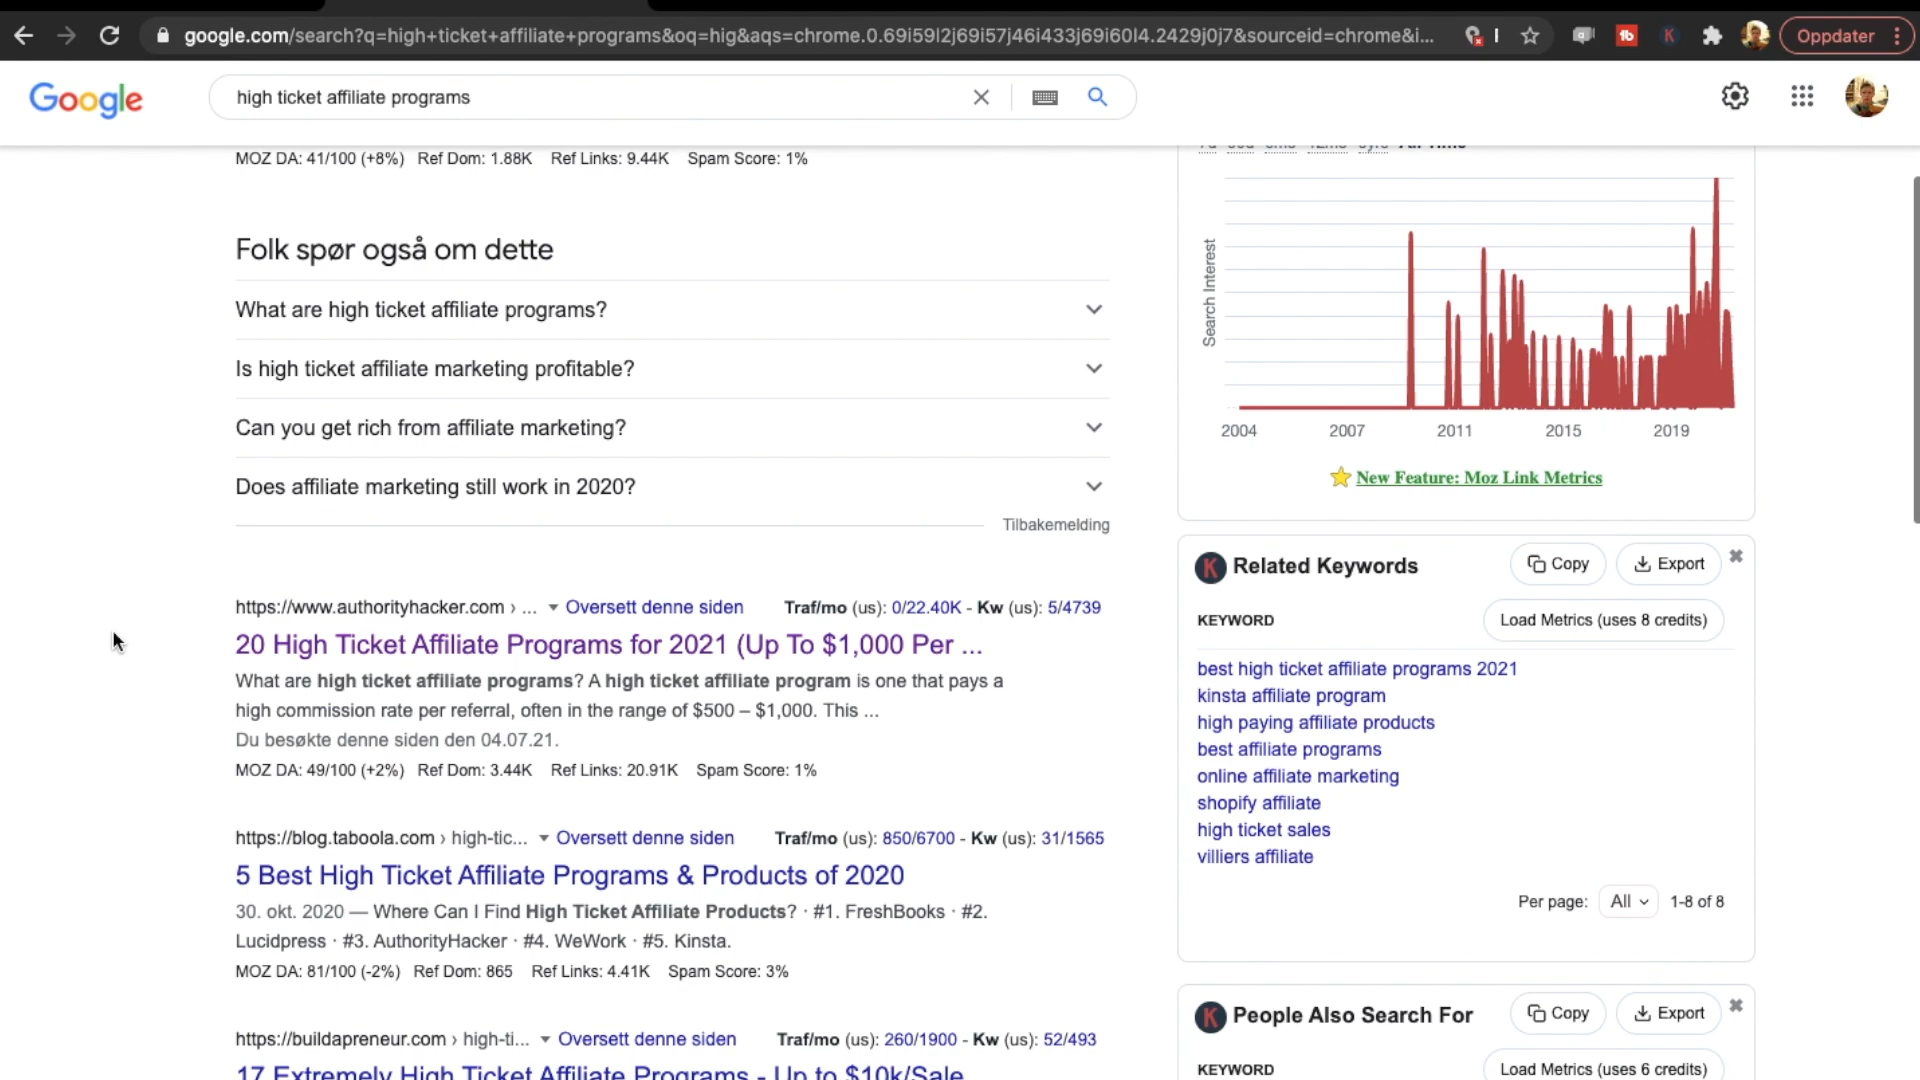 google.com/search?q=high+ticket+affiliate+programs&oq=hig&aqs=chrome.0.69i59l2j69i57j46i433j69i60l4.2429j0j7&sourceid=chrome&i...
Oppdater
Google
high ticket affiliate programs
MOZ DA: 41/100 (+8%) Ref Dom: 1.88K Ref Links: 9.44K Spam Score: 1%
Folk spør også om dette
What are high ticket affiliate programs?
Is high ticket affiliate marketing profitable?
Can you get rich from affiliate marketing?
Does affiliate marketing still work in 2020?
Tilbakemelding
https://www.authorityhacker.com › ... Oversett denne siden Traf/mo (us): 0/22.40K - Kw (us): 5/4739
20 High Ticket Affiliate Programs for 2021 (Up To $1,000 Per ...
What are high ticket affiliate programs? A high ticket affiliate program is one that pays a
high commission rate per referral, often in the range of $500 – $1,000. This ...
Du besøkte denne siden den 04.07.21.
MOZ DA: 49/100 (+2%) Ref Dom: 3.44K Ref Links: 20.91K Spam Score: 1%
https://blog.taboola.com › high-tic... Oversett denne siden Traf/mo (us): 850/6700 - Kw (us): 31/1565
5 Best High Ticket Affiliate Programs & Products of 2020
30. okt. 2020 — Where Can I Find High Ticket Affiliate Products? · #1. FreshBooks · #2.
Lucidpress · #3. AuthorityHacker · #4. WeWork · #5. Kinsta.
MOZ DA: 81/100 (-2%) Ref Dom: 865 Ref Links: 4.41K Spam Score: 3%
https://buildapreneur.com › high-ti... Oversett denne siden Traf/mo (us): 260/1900 - Kw (us): 52/493
17 Extremely High Ticket Affiliate Programs - Up to $10k/Sale
Search Interest
2004 2007 2011 2015 2019
New Feature: Moz Link Metrics
K Related Keywords Copy Export
KEYWORD Load Metrics (uses 8 credits)
best high ticket affiliate programs 2021
kinsta affiliate program
high paying affiliate products
best affiliate programs
online affiliate marketing
shopify affiliate
high ticket sales
villiers affiliate
Per page: All 1-8 of 8
K People Also Search For Copy Export
KEYWORD Load Metrics (uses 6 credits)